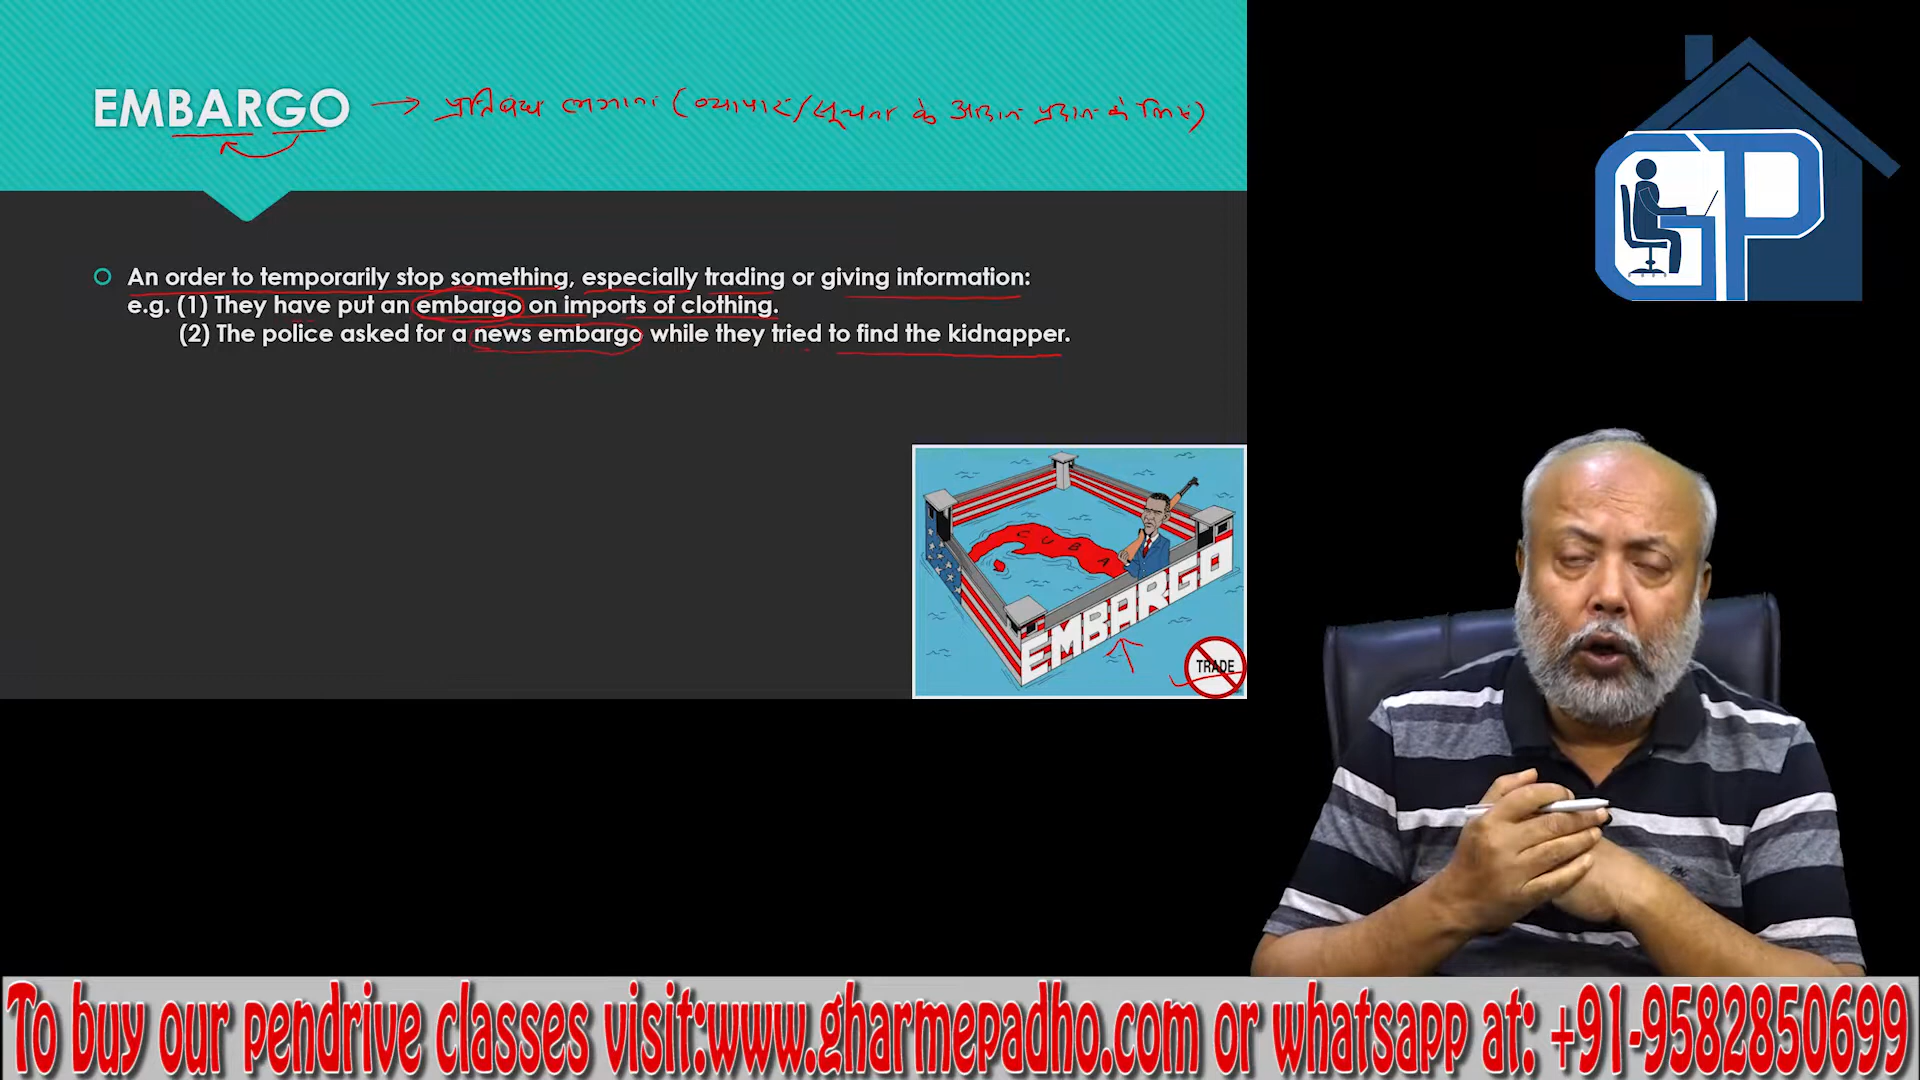 EMBARGO → प्रतिबंध लगाना (व्यापार/सूचना के आदान प्रदान के लिए)
An order to temporarily stop something, especially trading or giving information:
e.g. (1) They have put an embargo on imports of clothing.
(2) The police asked for a news embargo while they tried to find the kidnapper.
CUBA
EMBARGO
TRADE
GP
To buy our pendrive classes visit:www.gharmepadho.com or whatsapp at: +91-9582850699